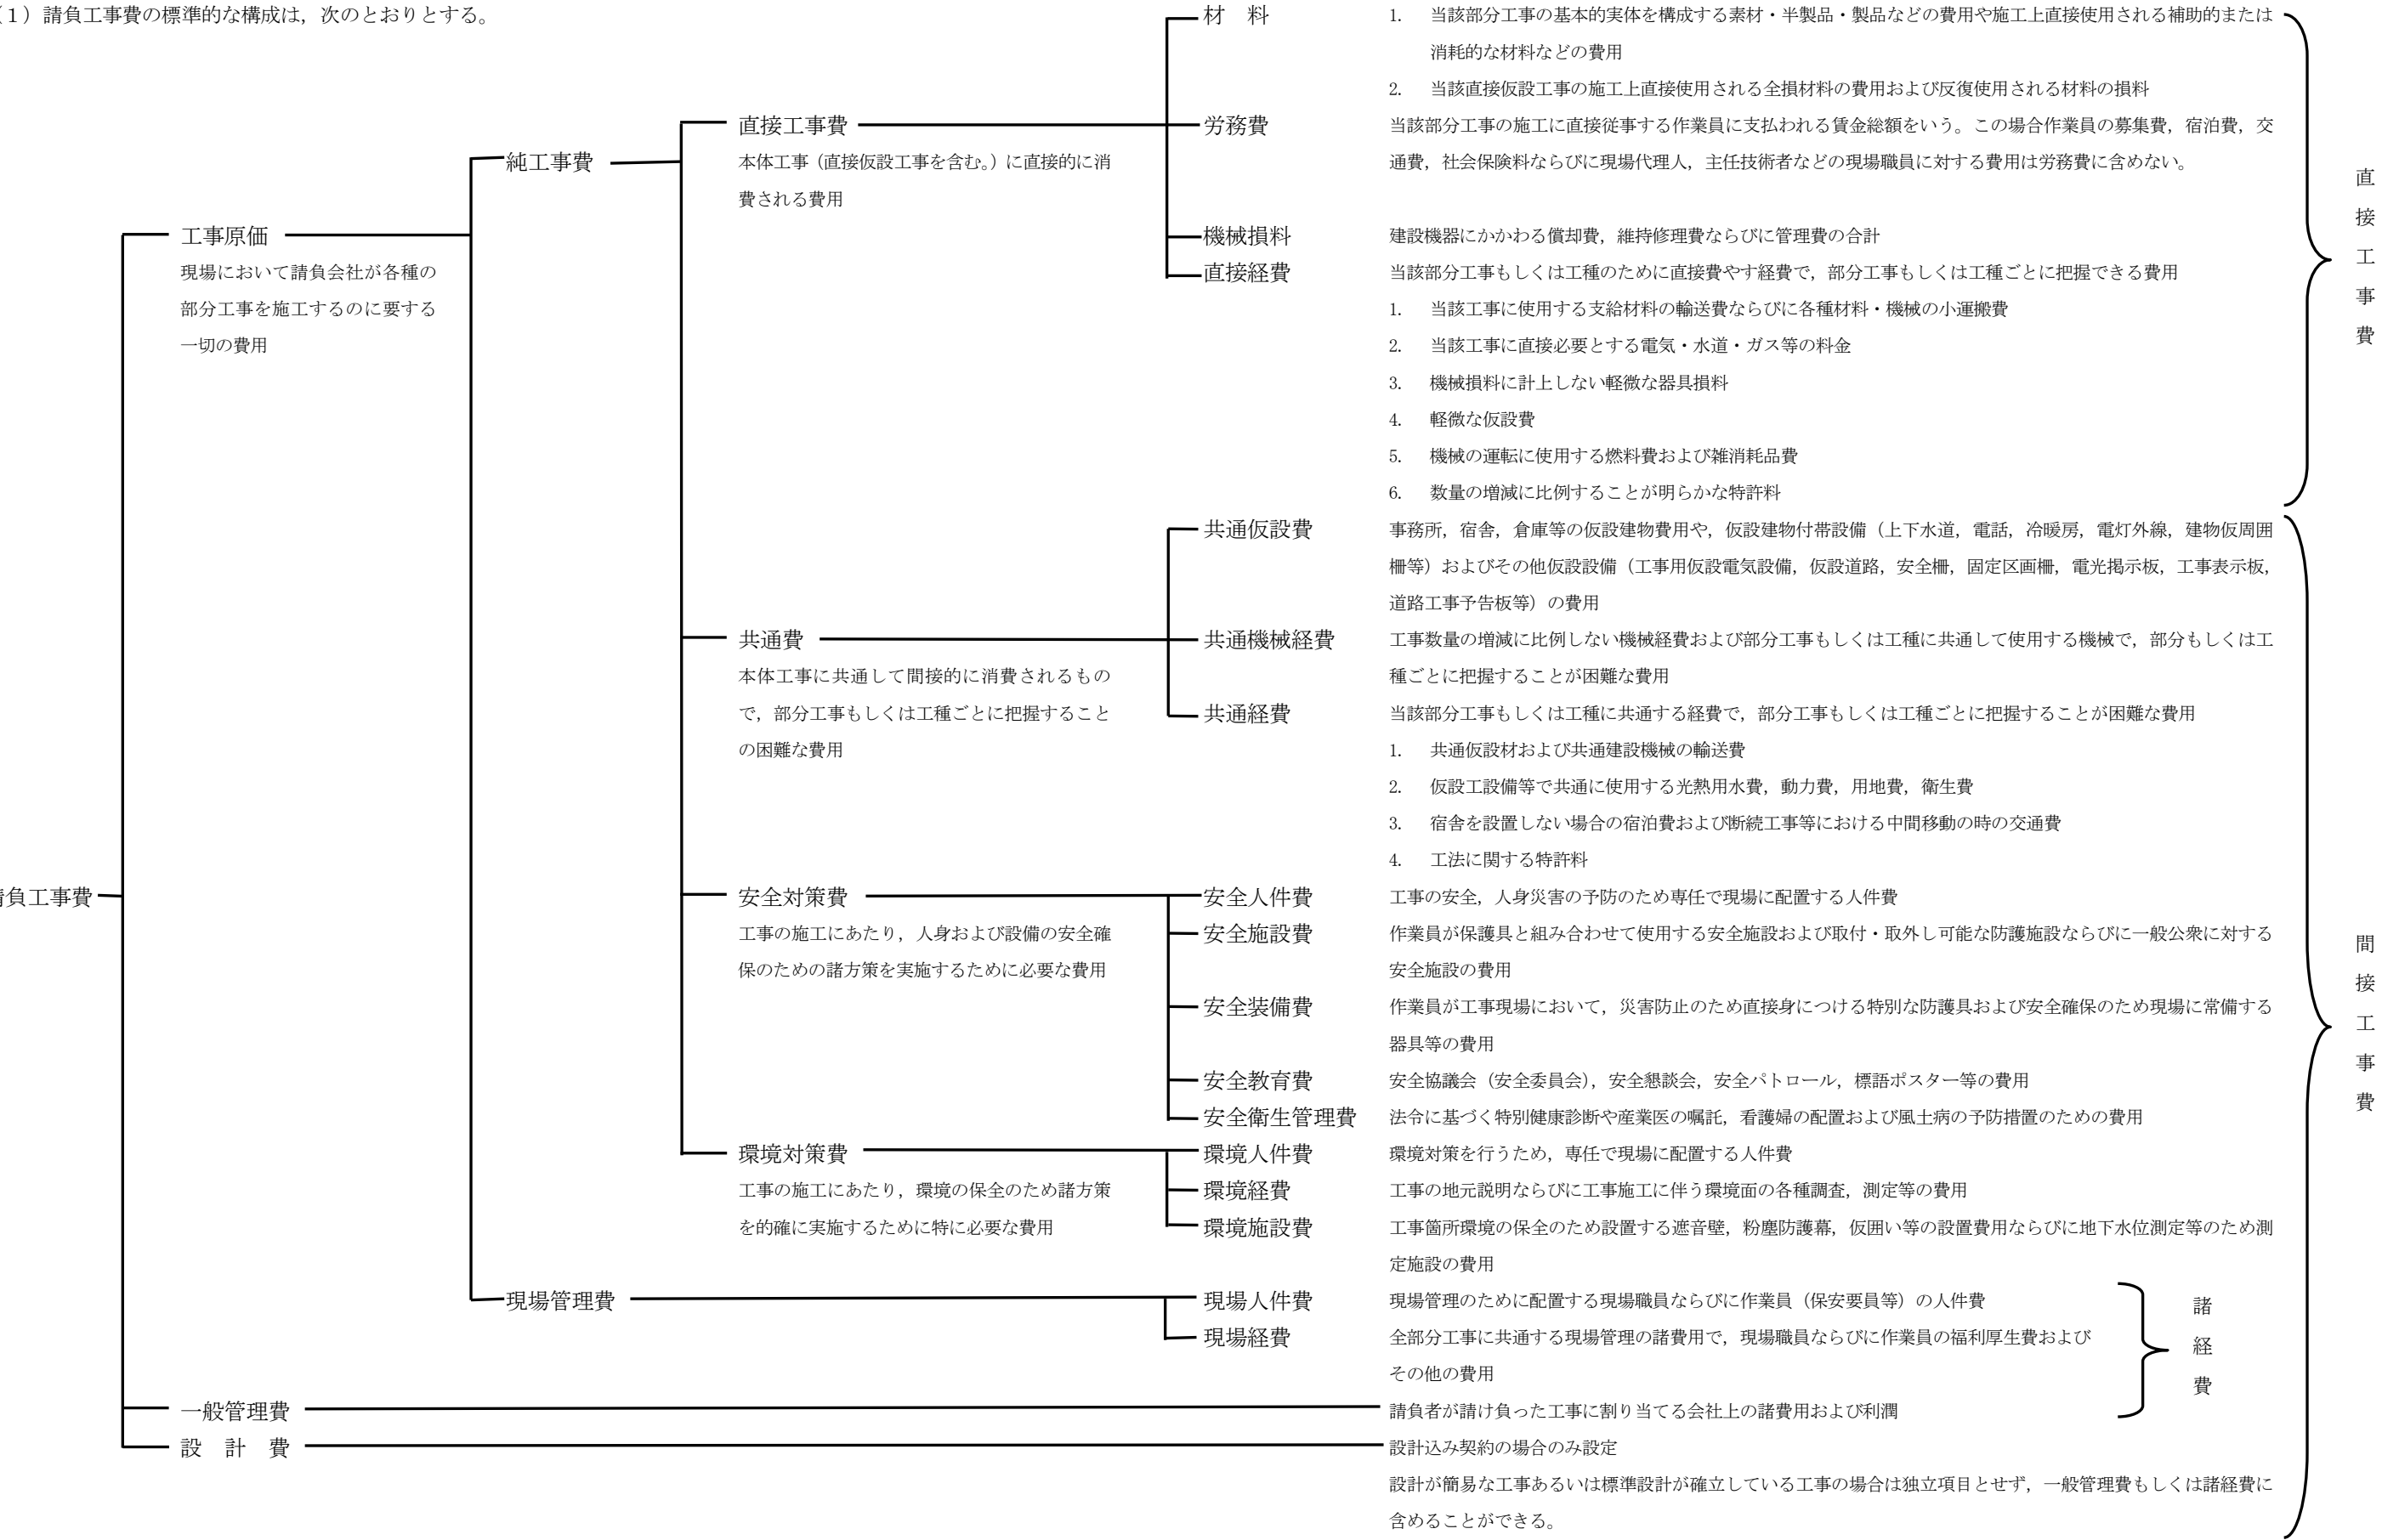 （１）請負工事費の標準的な構成は，次のとおりとする。
材　料
1.　当該部分工事の基本的実体を構成する素材・半製品・製品などの費用や施工上直接使用される補助的または
消耗的な材料などの費用
2.　当該直接仮設工事の施工上直接使用される全損材料の費用および反復使用される材料の損料
直接工事費
本体工事（直接仮設工事を含む。）に直接的に消
費される費用
労務費
当該部分工事の施工に直接従事する作業員に支払われる賃金総額をいう。この場合作業員の募集費，宿泊費，交
通費，社会保険料ならびに現場代理人，主任技術者などの現場職員に対する費用は労務費に含めない。
純工事費
工事原価
現場において請負会社が各種の
部分工事を施工するのに要する
一切の費用
機械損料
建設機器にかかわる償却費，維持修理費ならびに管理費の合計
直接経費
当該部分工事もしくは工種のために直接費やす経費で，部分工事もしくは工種ごとに把握できる費用
1.　当該工事に使用する支給材料の輸送費ならびに各種材料・機械の小運搬費
2.　当該工事に直接必要とする電気・水道・ガス等の料金
3.　機械損料に計上しない軽微な器具損料
4.　軽微な仮設費
5.　機械の運転に使用する燃料費および雑消耗品費
6.　数量の増減に比例することが明らかな特許料
直接工事費
共通仮設費
事務所，宿舎，倉庫等の仮設建物費用や，仮設建物付帯設備（上下水道，電話，冷暖房，電灯外線，建物仮周囲
柵等）およびその他仮設設備（工事用仮設電気設備，仮設道路，安全柵，固定区画柵，電光掲示板，工事表示板，
道路工事予告板等）の費用
共通費
本体工事に共通して間接的に消費されるもの
で，部分工事もしくは工種ごとに把握すること
の困難な費用
共通機械経費
工事数量の増減に比例しない機械経費および部分工事もしくは工種に共通して使用する機械で，部分もしくは工
種ごとに把握することが困難な費用
共通経費
当該部分工事もしくは工種に共通する経費で，部分工事もしくは工種ごとに把握することが困難な費用
1.　共通仮設材および共通建設機械の輸送費
2.　仮設工設備等で共通に使用する光熱用水費，動力費，用地費，衛生費
3.　宿舎を設置しない場合の宿泊費および断続工事等における中間移動の時の交通費
4.　工法に関する特許料
請負工事費
安全対策費
工事の施工にあたり，人身および設備の安全確
保のための諸方策を実施するために必要な費用
安全人件費
工事の安全，人身災害の予防のため専任で現場に配置する人件費
安全施設費
作業員が保護具と組み合わせて使用する安全施設および取付・取外し可能な防護施設ならびに一般公衆に対する
安全施設の費用
安全装備費
作業員が工事現場において，災害防止のため直接身につける特別な防護具および安全確保のため現場に常備する
器具等の費用
安全教育費
安全協議会（安全委員会），安全懇談会，安全パトロール，標語ポスター等の費用
安全衛生管理費
法令に基づく特別健康診断や産業医の嘱託，看護婦の配置および風土病の予防措置のための費用
環境対策費
工事の施工にあたり，環境の保全のため諸方策
を的確に実施するために特に必要な費用
環境人件費
環境対策を行うため，専任で現場に配置する人件費
環境経費
工事の地元説明ならびに工事施工に伴う環境面の各種調査，測定等の費用
環境施設費
工事箇所環境の保全のため設置する遮音壁，粉塵防護幕，仮囲い等の設置費用ならびに地下水位測定等のため測
定施設の費用
間接工事費
現場管理費
現場人件費
現場管理のために配置する現場職員ならびに作業員（保安要員等）の人件費
現場経費
全部分工事に共通する現場管理の諸費用で，現場職員ならびに作業員の福利厚生費および
その他の費用
諸経費
一般管理費
請負者が請け負った工事に割り当てる会社上の諸費用および利潤
設　計　費
設計込み契約の場合のみ設定
設計が簡易な工事あるいは標準設計が確立している工事の場合は独立項目とせず，一般管理費もしくは諸経費に
含めることができる。